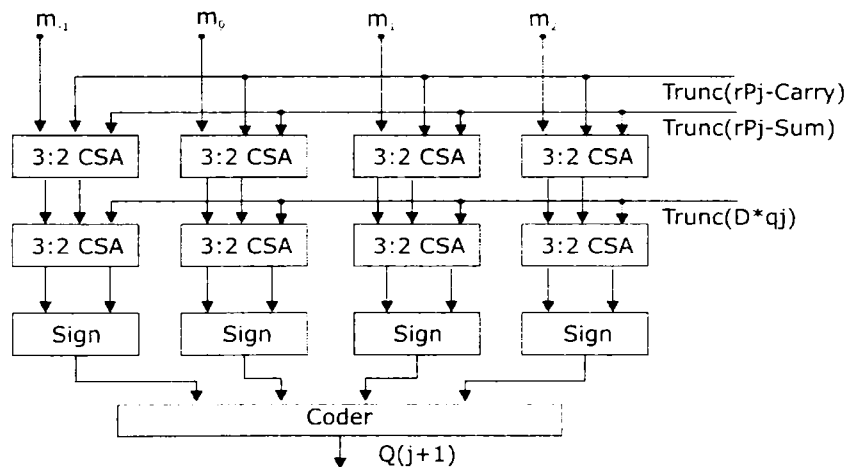 m₋₁ m₀ m₁ m₂
Trunc(rPj-Carry)
Trunc(rPj-Sum)
3:2 CSA 3:2 CSA 3:2 CSA 3:2 CSA
Trunc(D*qj)
3:2 CSA 3:2 CSA 3:2 CSA 3:2 CSA
Sign Sign Sign Sign
Coder
Q(j+1)